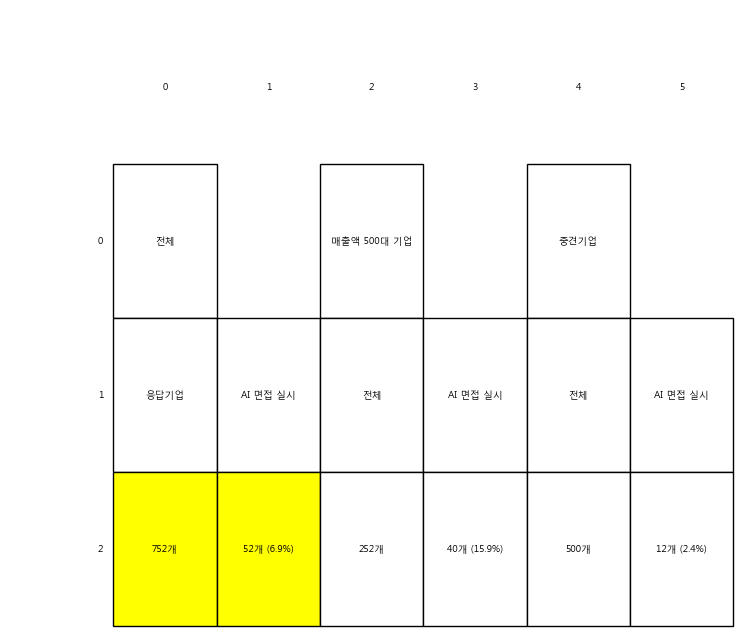 0 1 2 3 4 5
0 전체 매출액 500대 기업 중견기업
1 응답기업 AI 면접 실시 전체 AI 면접 실시 전체 AI 면접 실시
2 752개 52개 (6.9%) 252개 40개 (15.9%) 500개 12개 (2.4%)